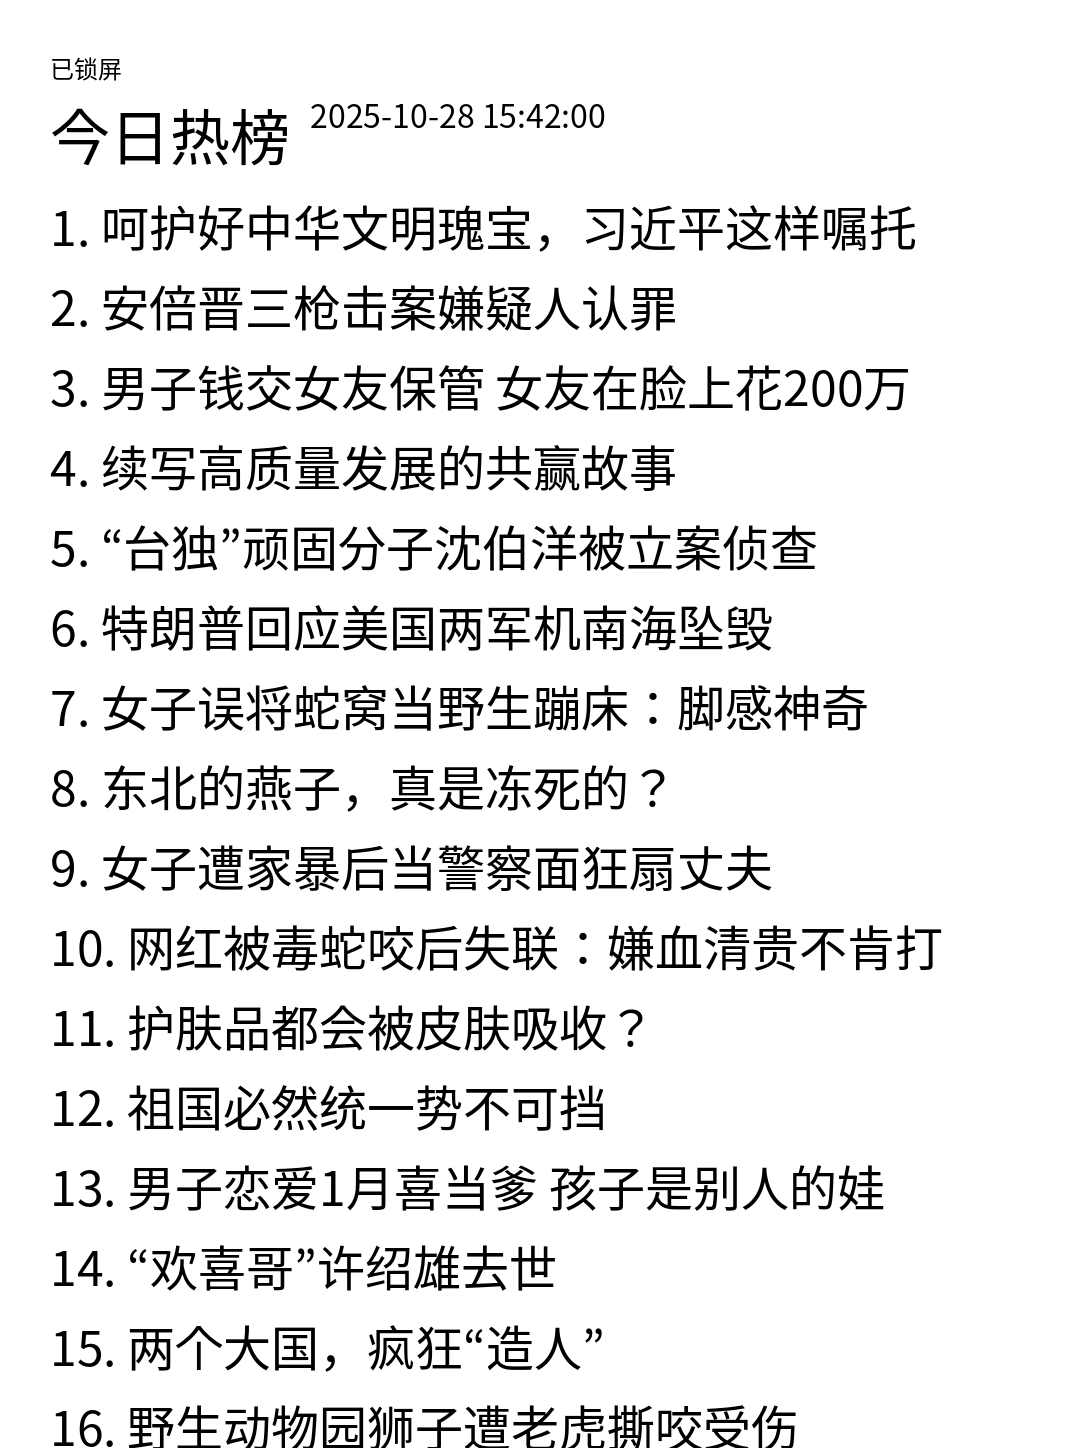 已锁屏
今日热榜 2025-10-28 15:42:00
1. 呵护好中华文明瑰宝，习近平这样嘱托
2. 安倍晋三枪击案嫌疑人认罪
3. 男子钱交女友保管 女友在脸上花200万
4. 续写高质量发展的共赢故事
5. “台独”顽固分子沈伯洋被立案侦查
6. 特朗普回应美国两军机南海坠毁
7. 女子误将蛇窝当野生蹦床：脚感神奇
8. 东北的燕子，真是冻死的？
9. 女子遭家暴后当警察面狂扇丈夫
10. 网红被毒蛇咬后失联：嫌血清贵不肯打
11. 护肤品都会被皮肤吸收？
12. 祖国必然统一势不可挡
13. 男子恋爱1月喜当爹 孩子是别人的娃
14. “欢喜哥”许绍雄去世
15. 两个大国，疯狂“造人”
16. 野生动物园狮子遭老虎撕咬受伤